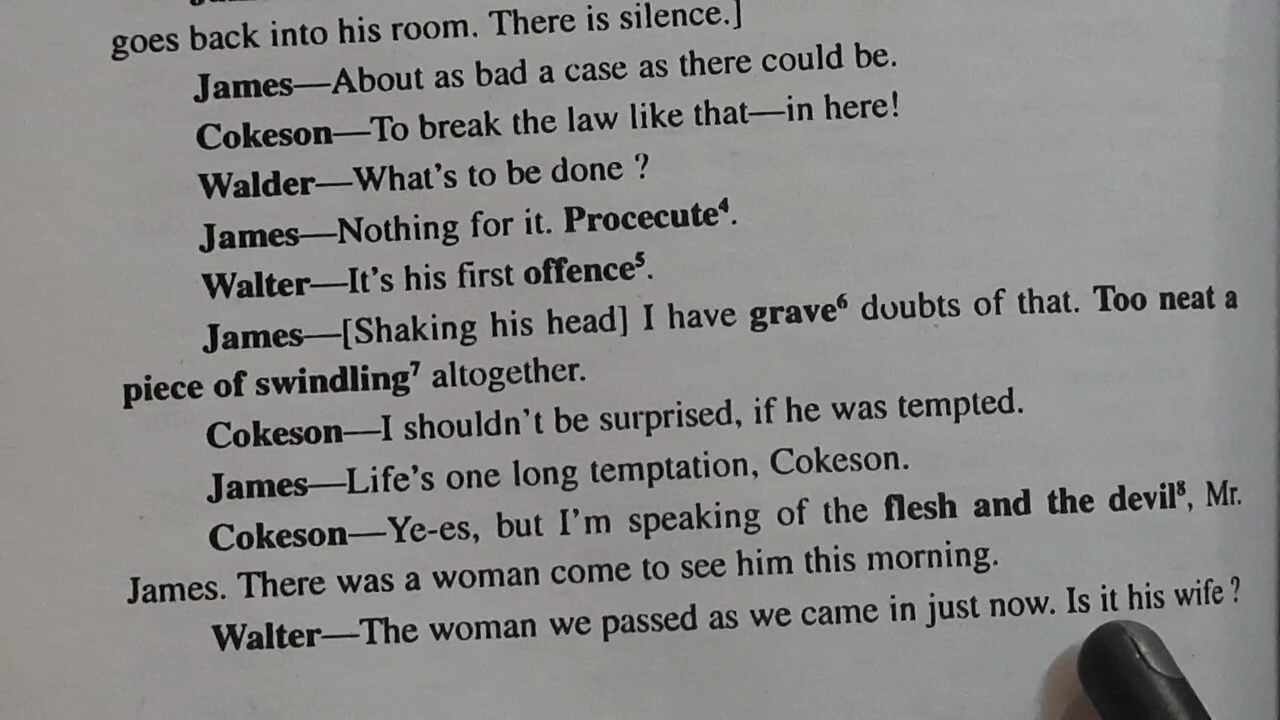 goes back into his room. There is silence.]
James—About as bad a case as there could be.
Cokeson—To break the law like that—in here!
Walder—What's to be done ?
James—Nothing for it. Procecute⁴.
Walter—It's his first offence⁵.
James—[Shaking his head] I have grave⁶ doubts of that. Too neat a
piece of swindling⁷ altogether.
Cokeson—I shouldn't be surprised, if he was tempted.
James—Life's one long temptation, Cokeson.
Cokeson—Ye-es, but I'm speaking of the flesh and the devil⁸, Mr.
James. There was a woman come to see him this morning.
Walter—The woman we passed as we came in just now. Is it his wife ?